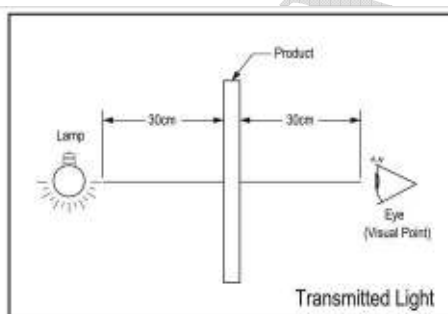 Product
30cm
30cm
Lamp
Eye
(Visual Point)
Transmitted Light